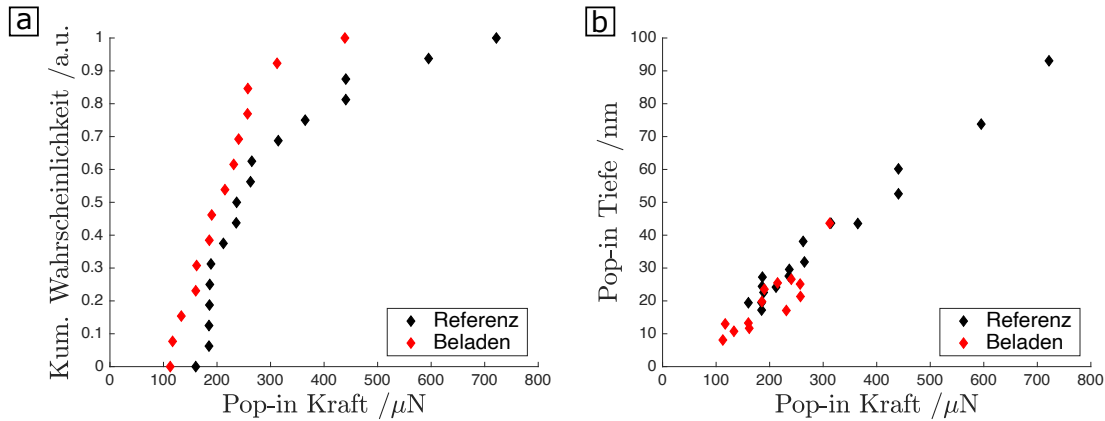 a
Kum. Wahrscheinlichkeit /a.u.
1
0.9
0.8
0.7
0.6
0.5
0.4
0.3
0.2
0.1
0
0 100 200 300 400 500 600 700 800
Pop-in Kraft /μN
Referenz
Beladen
b
Pop-in Tiefe /nm
100
90
80
70
60
50
40
30
20
10
0
0 100 200 300 400 500 600 700 800
Pop-in Kraft /μN
Referenz
Beladen